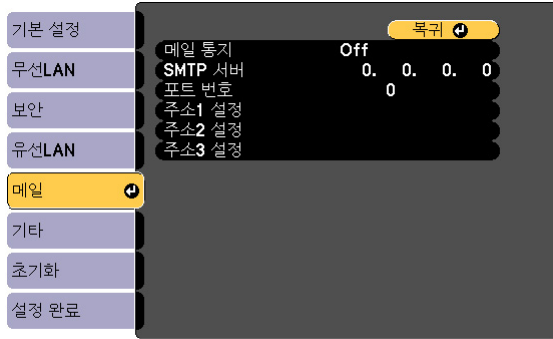 기본 설정
무선LAN
보안
유선LAN
메일
기타
초기화
설정 완료
복귀
메일 통지 Off
SMTP 서버 0. 0. 0. 0
포트 번호 0
주소1 설정
주소2 설정
주소3 설정